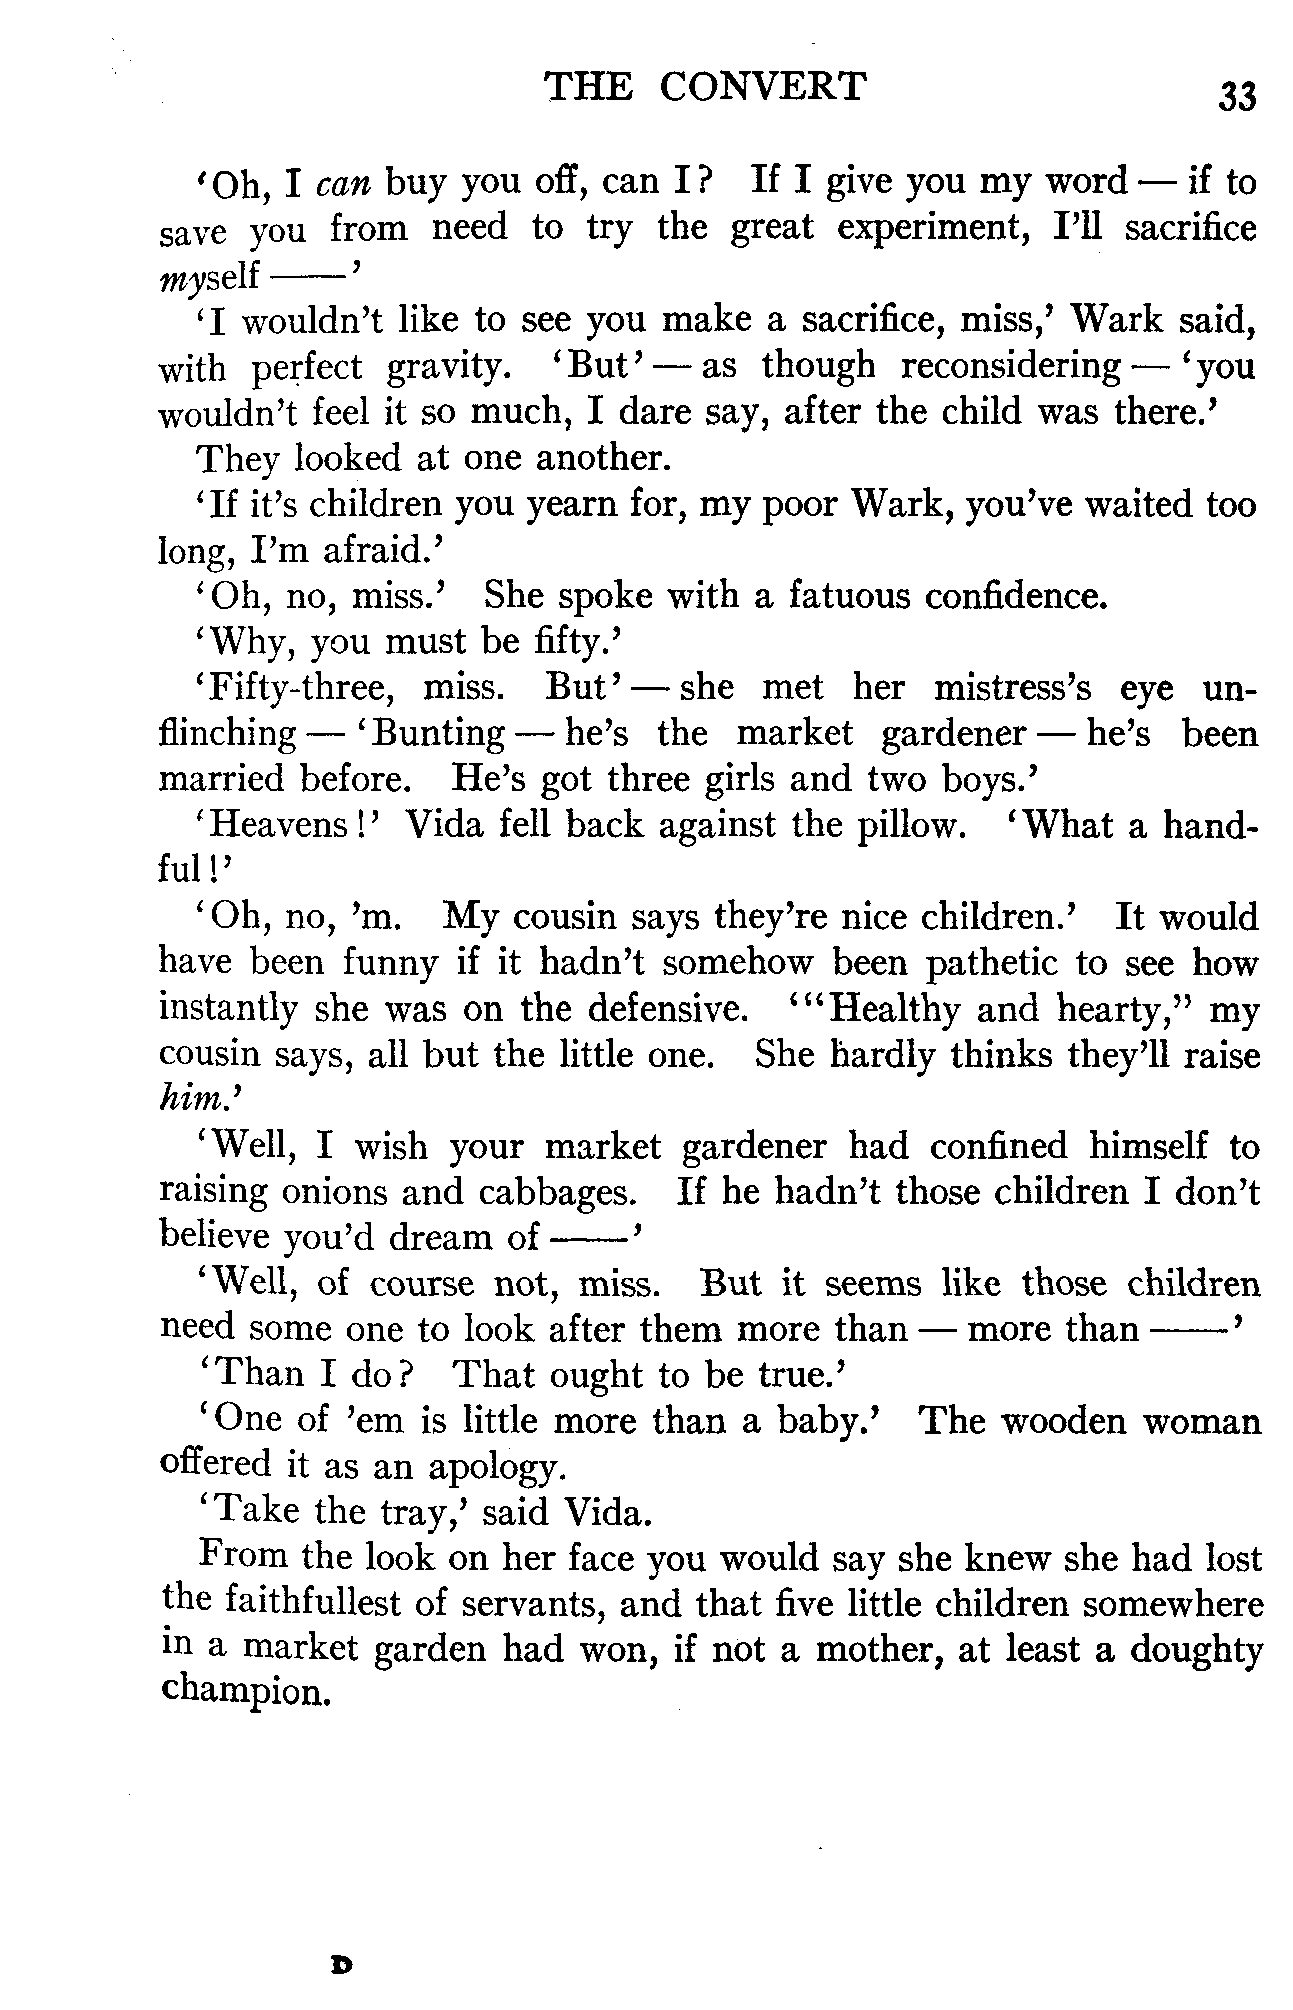 THE CONVERT 33
‘Oh, I can buy you off, can I? If I give you my word — if to
save you from need to try the great experiment, I’ll sacrifice
myself ——’
‘I wouldn’t like to see you make a sacrifice, miss,’ Wark said,
with perfect gravity. ‘But’ — as though reconsidering — ‘you
wouldn’t feel it so much, I dare say, after the child was there.’
They looked at one another.
‘If it’s children you yearn for, my poor Wark, you’ve waited too
long, I’m afraid.’
‘Oh, no, miss.’ She spoke with a fatuous confidence.
‘Why, you must be fifty.’
‘Fifty-three, miss. But’ — she met her mistress’s eye un-
flinching — ‘Bunting — he’s the market gardener — he’s been
married before. He’s got three girls and two boys.’
‘Heavens!’ Vida fell back against the pillow. ‘What a hand-
ful!’
‘Oh, no, ’m. My cousin says they’re nice children.’ It would
have been funny if it hadn’t somehow been pathetic to see how
instantly she was on the defensive. ‘“Healthy and hearty,” my
cousin says, all but the little one. She hardly thinks they’ll raise
him.’
‘Well, I wish your market gardener had confined himself to
raising onions and cabbages. If he hadn’t those children I don’t
believe you’d dream of ——’
‘Well, of course not, miss. But it seems like those children
need some one to look after them more than — more than ——’
‘Than I do? That ought to be true.’
‘One of ’em is little more than a baby.’ The wooden woman
offered it as an apology.
‘Take the tray,’ said Vida.
From the look on her face you would say she knew she had lost
the faithfullest of servants, and that five little children somewhere
in a market garden had won, if not a mother, at least a doughty
champion.
D